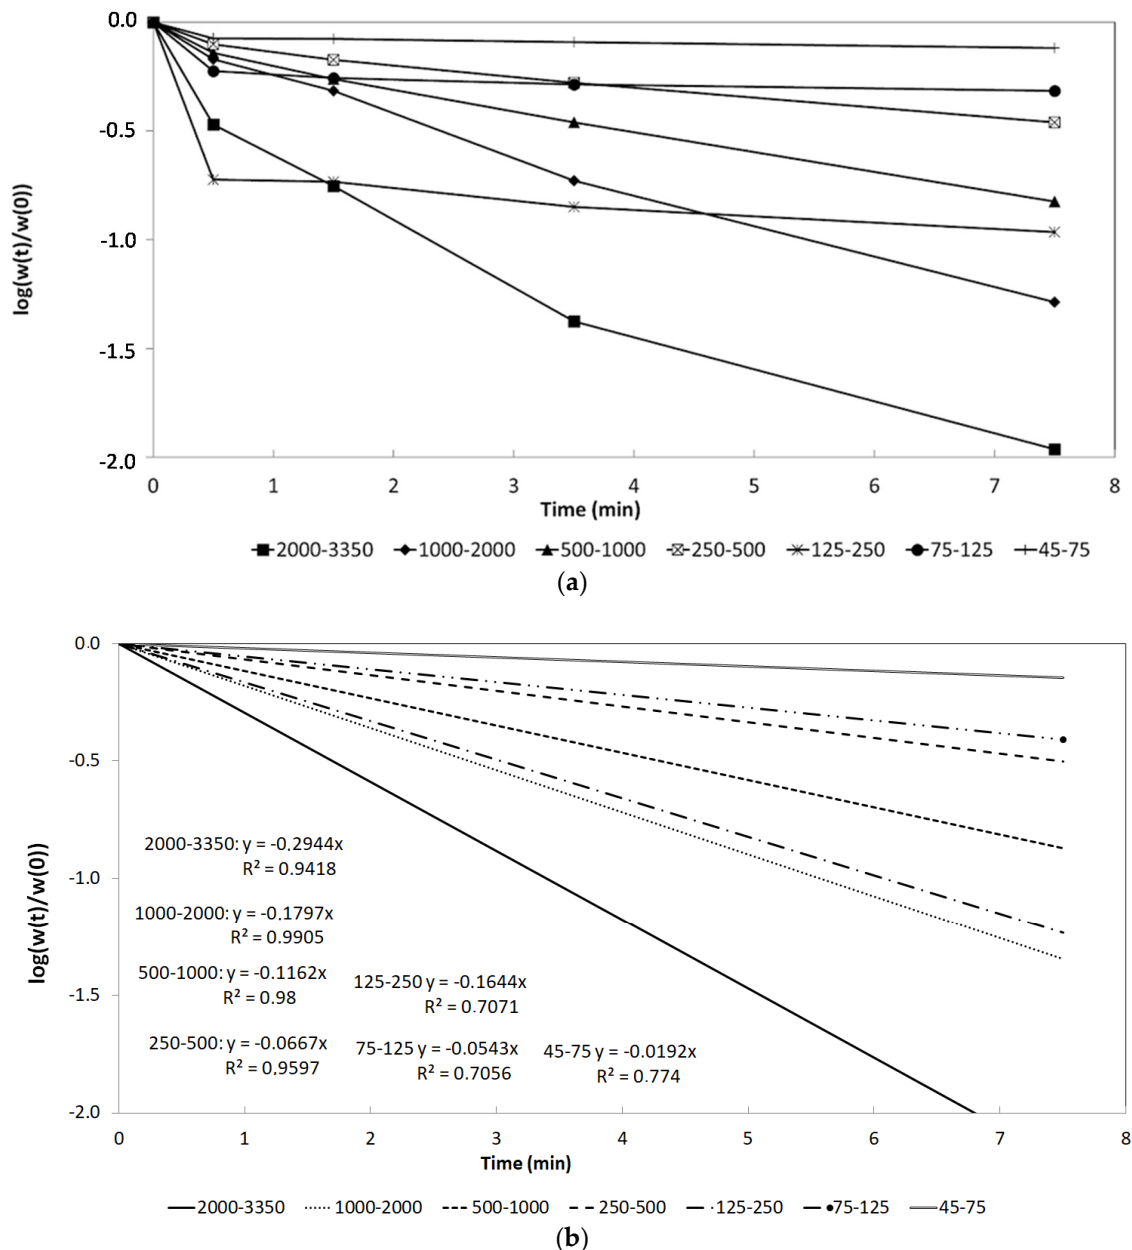 0.0
-0.5
-1.0
-1.5
-2.0
log(w(t)/w(0))
0 1 2 3 4 5 6 7 8
Time (min)
2000-3350 1000-2000 500-1000 250-500 125-250 75-125 45-75
(a)
0.0
-0.5
-1.0
-1.5
-2.0
log(w(t)/w(0))
2000-3350: y = -0.2944x
R² = 0.9418
1000-2000: y = -0.1797x
R² = 0.9905
500-1000: y = -0.1162x
R² = 0.98
125-250 y = -0.1644x
R² = 0.7071
250-500: y = -0.0667x
R² = 0.9597
75-125 y = -0.0543x
R² = 0.7056
45-75 y = -0.0192x
R² = 0.774
0 1 2 3 4 5 6 7 8
Time (min)
2000-3350 1000-2000 500-1000 250-500 125-250 75-125 45-75
(b)